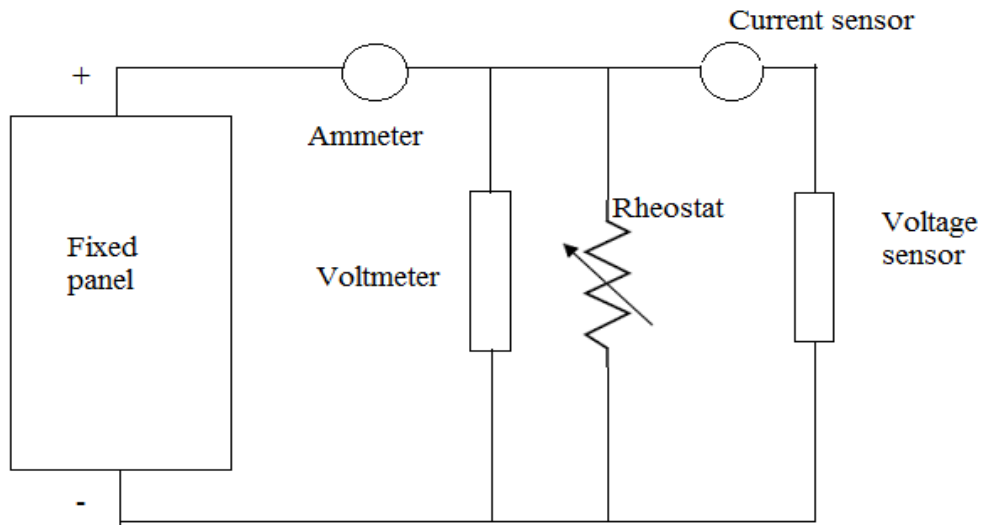 Current sensor
+
Ammeter
Rheostat
Fixed
panel
Voltmeter
Voltage
sensor
-